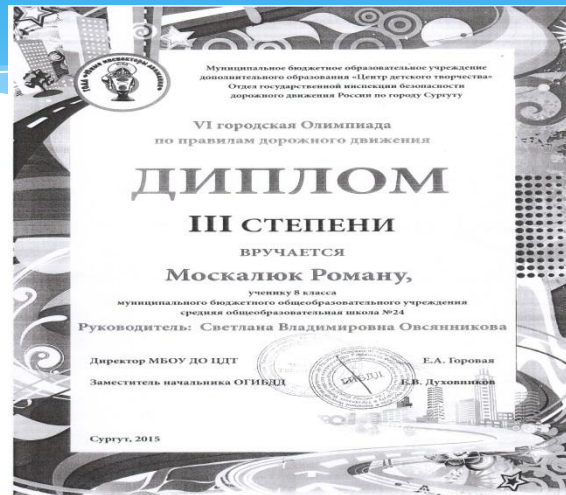 Муниципальное бюджетное образовательное учреждение
дополнительного образования «Центр детского творчества»
Отдел государственной инспекции безопасности
дорожного движения России по городу Сургуту
VI городская Олимпиада
по правилам дорожного движения
ДИПЛОМ
III СТЕПЕНИ
ВРУЧАЕТСЯ
Москалюк Роману,
ученику 8 класса
муниципального бюджетного общеобразовательного учреждения
средняя общеобразовательная школа №24
Руководитель: Светлана Владимировна Овсянникова
Директор МБОУ ДО ЦДТ Е.А. Горовая
Заместитель начальника ОГИБДД Е.В. Духовников
ГИБДД
Сургут, 2015